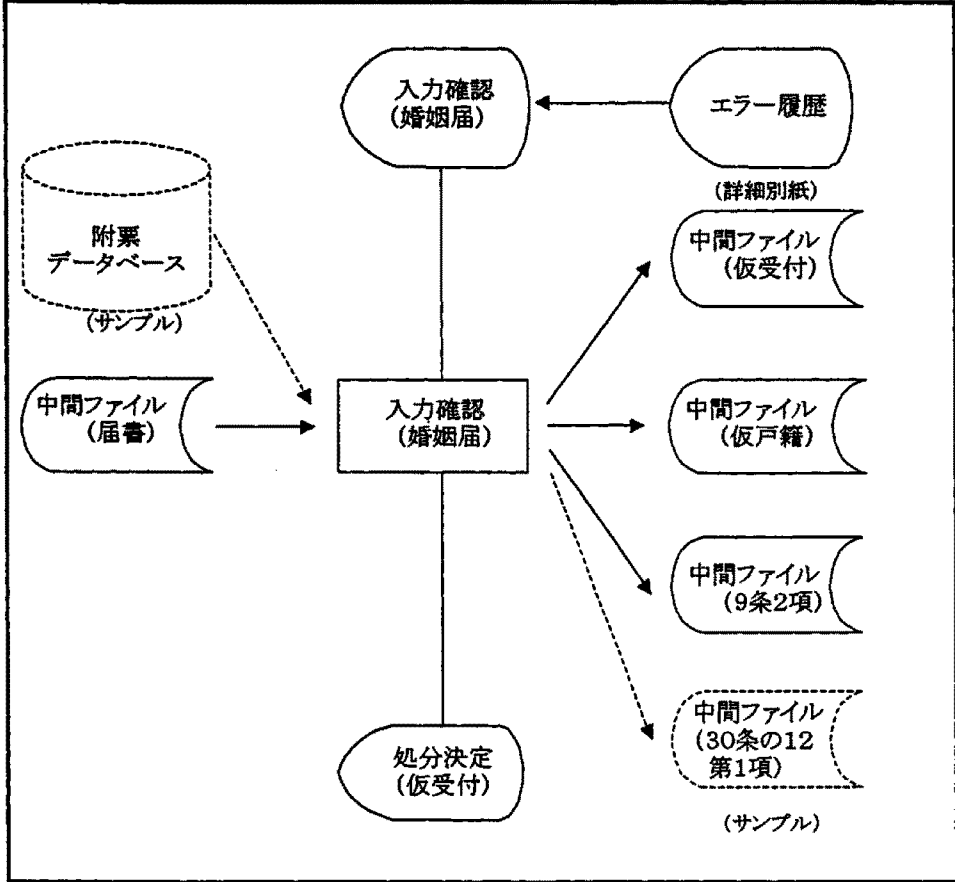 入力確認
(婚姻届)
エラー履歴
(詳細別紙)
附票
データベース
(サンプル)
中間ファイル
(仮受付)
中間ファイル
(届書)
入力確認
(婚姻届)
中間ファイル
(仮戸籍)
中間ファイル
(9条2項)
中間ファイル
(30条の12
第1項)
(サンプル)
処分決定
(仮受付)